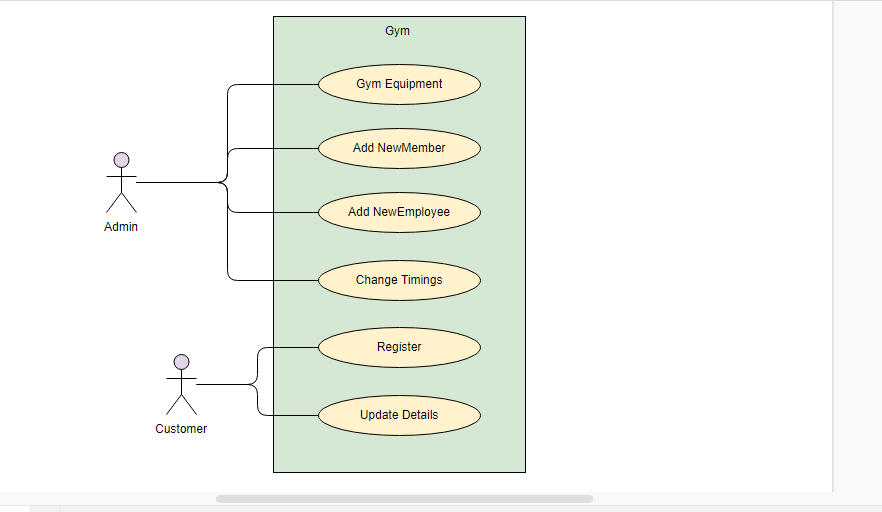 Gym
Gym Equipment
Add NewMember
Add NewEmployee
Admin
Change Timings
Register
Update Details
Customer